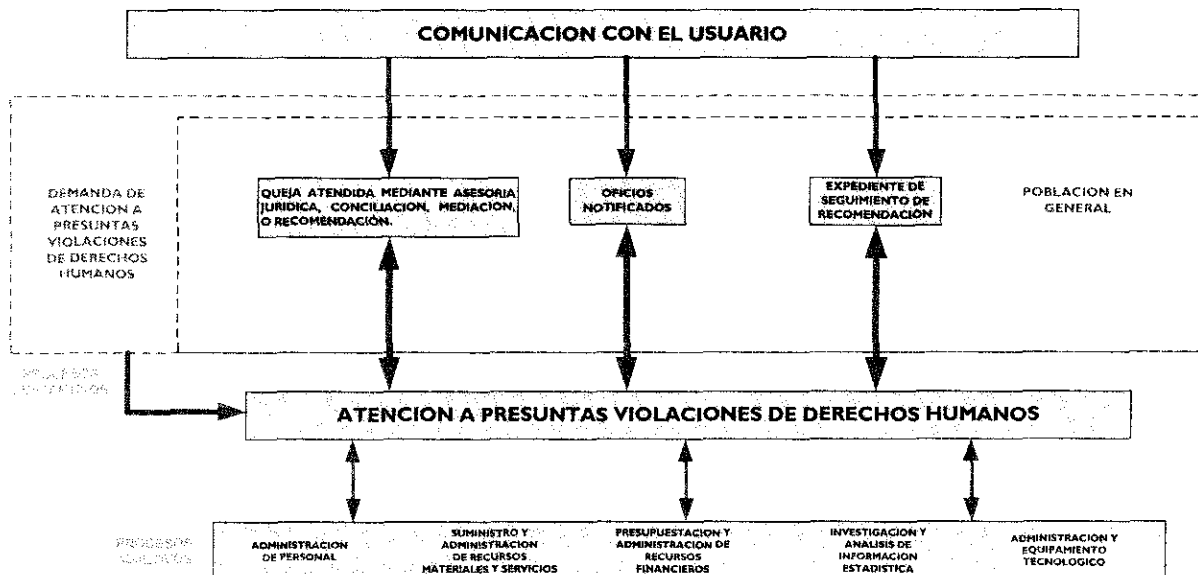 COMUNICACION CON EL USUARIO
DEMANDA DE
ATENCION A
PRESUNTAS
VIOLACIONES
DE DERECHOS
HUMANOS
QUEJA ATENDIDA MEDIANTE ASESORIA
JURIDICA, CONCILIACION, MEDIACION,
O RECOMENDACIÓN.
OFICIOS
NOTIFICADOS
EXPEDIENTE DE
SEGUIMIENTO DE
RECOMENDACIÓN
POBLACION EN
GENERAL
PROCESOS
ATENCION A PRESUNTAS VIOLACIONES DE DERECHOS HUMANOS
PROCESOS
ADMINISTRACION
DE PERSONAL
SUMINISTRO Y
ADMINISTRACION
DE RECURSOS
MATERIALES Y SERVICIOS
PRESUPUESTACION Y
ADMINISTRACION DE
RECURSOS
FINANCIEROS
INVESTIGACION Y
ANALISIS DE
INFORMACION
ESTADISTICA
ADMINISTRACION Y
EQUIPAMIENTO
TECNOLOGICO